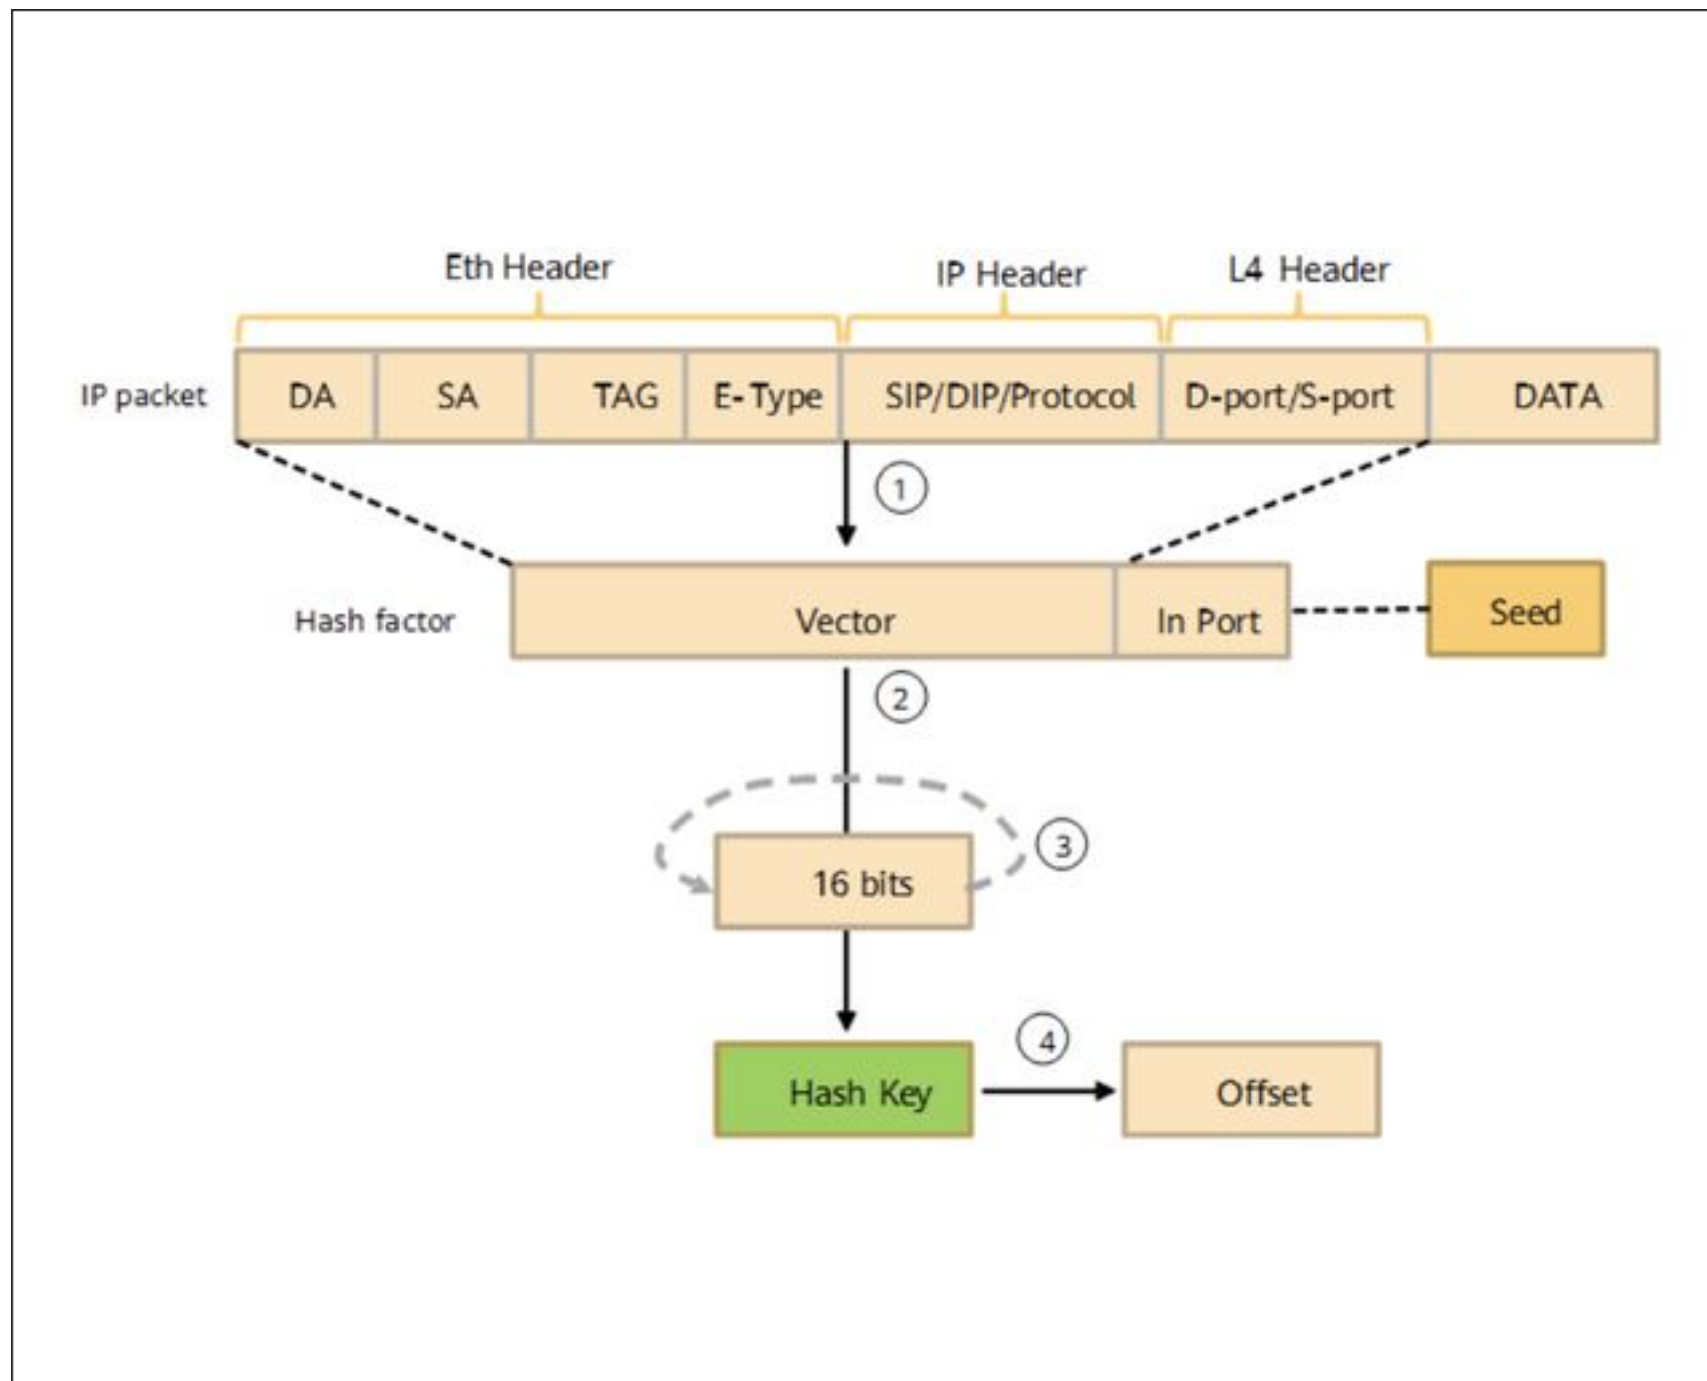 Eth Header
IP Header
L4 Header
IP packet
DA
SA
TAG
E-Type
SIP/DIP/Protocol
D-port/S-port
DATA
1
Hash factor
Vector
In Port
Seed
2
3
16 bits
4
Hash Key
Offset